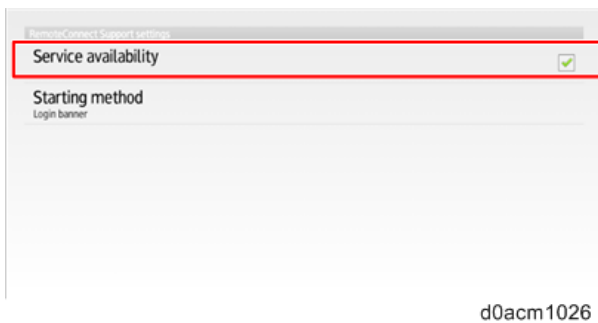 RemoteConnect Support settings
Service availability
Starting method
Login banner
d0acm1026